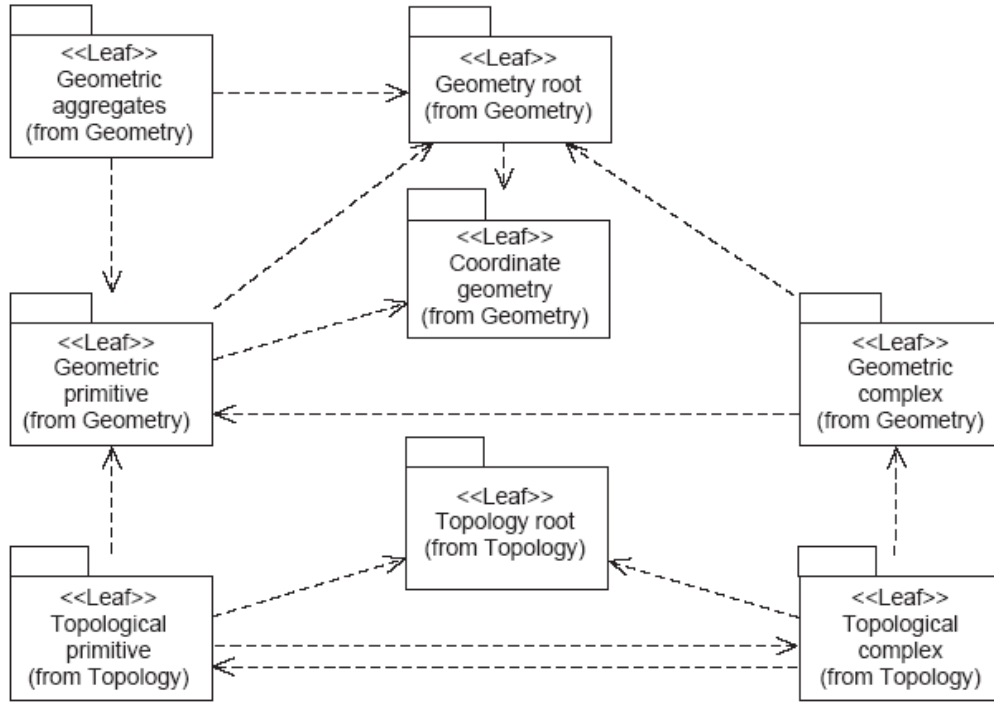 <<Leaf>>
Geometric
aggregates
(from Geometry)
<<Leaf>>
Geometry root
(from Geometry)
<<Leaf>>
Coordinate
geometry
(from Geometry)
<<Leaf>>
Geometric
primitive
(from Geometry)
<<Leaf>>
Geometric
complex
(from Geometry)
<<Leaf>>
Topology root
(from Topology)
<<Leaf>>
Topological
primitive
(from Topology)
<<Leaf>>
Topological
complex
(from Topology)